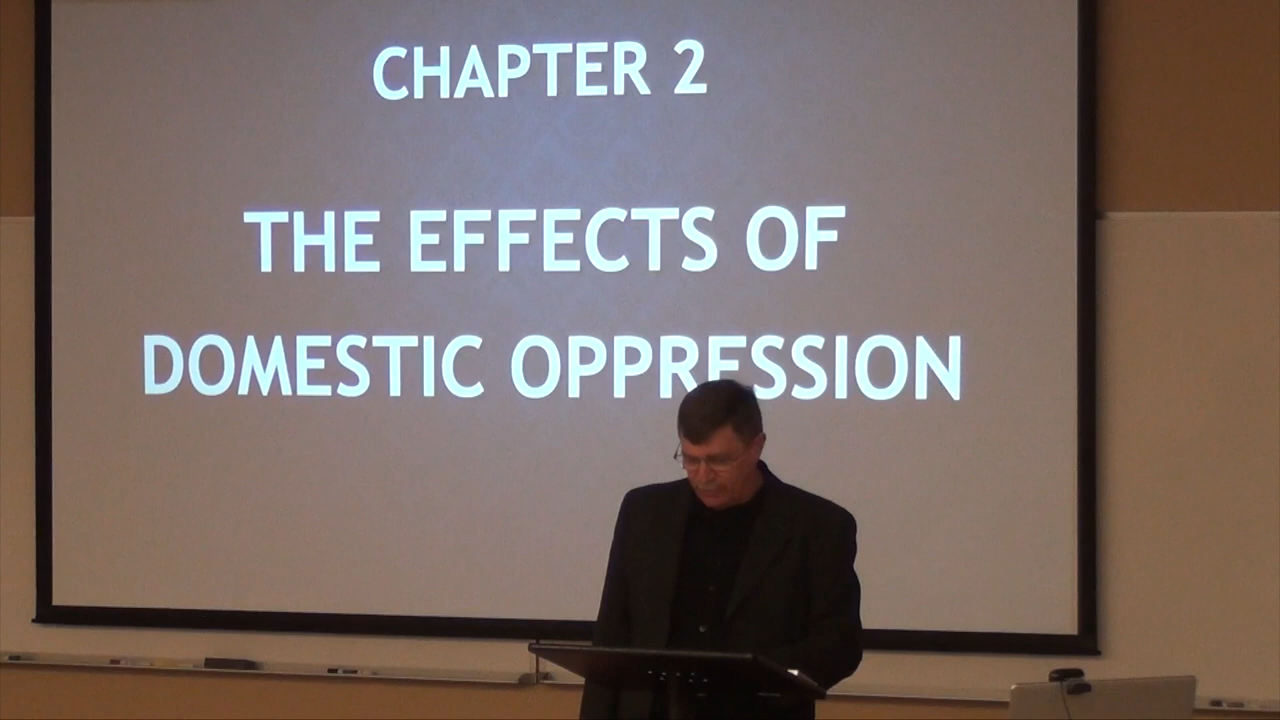 CHAPTER 2
THE EFFECTS OF
DOMESTIC OPPRESSION